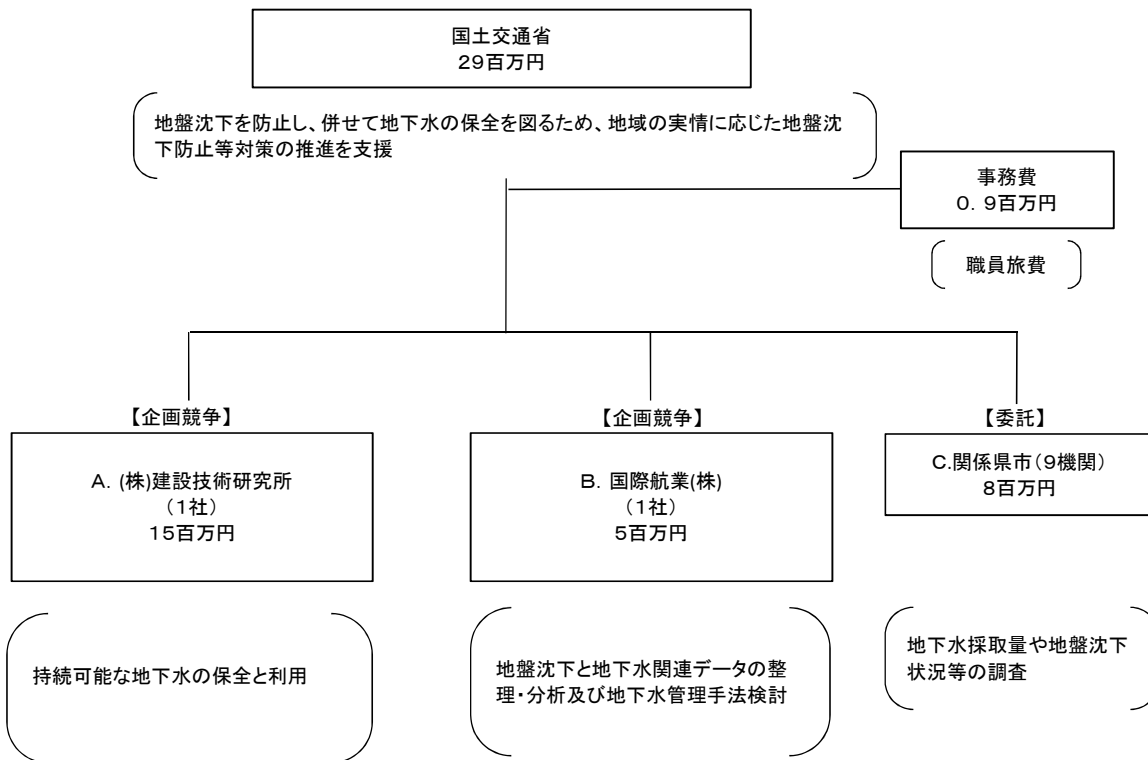 国土交通省
29百万円
地盤沈下を防止し、併せて地下水の保全を図るため、地域の実情に応じた地盤沈
下防止等対策の推進を支援
事務費
0.9百万円
職員旅費
【企画競争】
A. (株)建設技術研究所
(1社)
15百万円
持続可能な地下水の保全と利用
【企画競争】
B. 国際航業(株)
(1社)
5百万円
地盤沈下と地下水関連データの整
理・分析及び地下水管理手法検討
【委託】
C.関係県市(9機関)
8百万円
地下水採取量や地盤沈下
状況等の調査